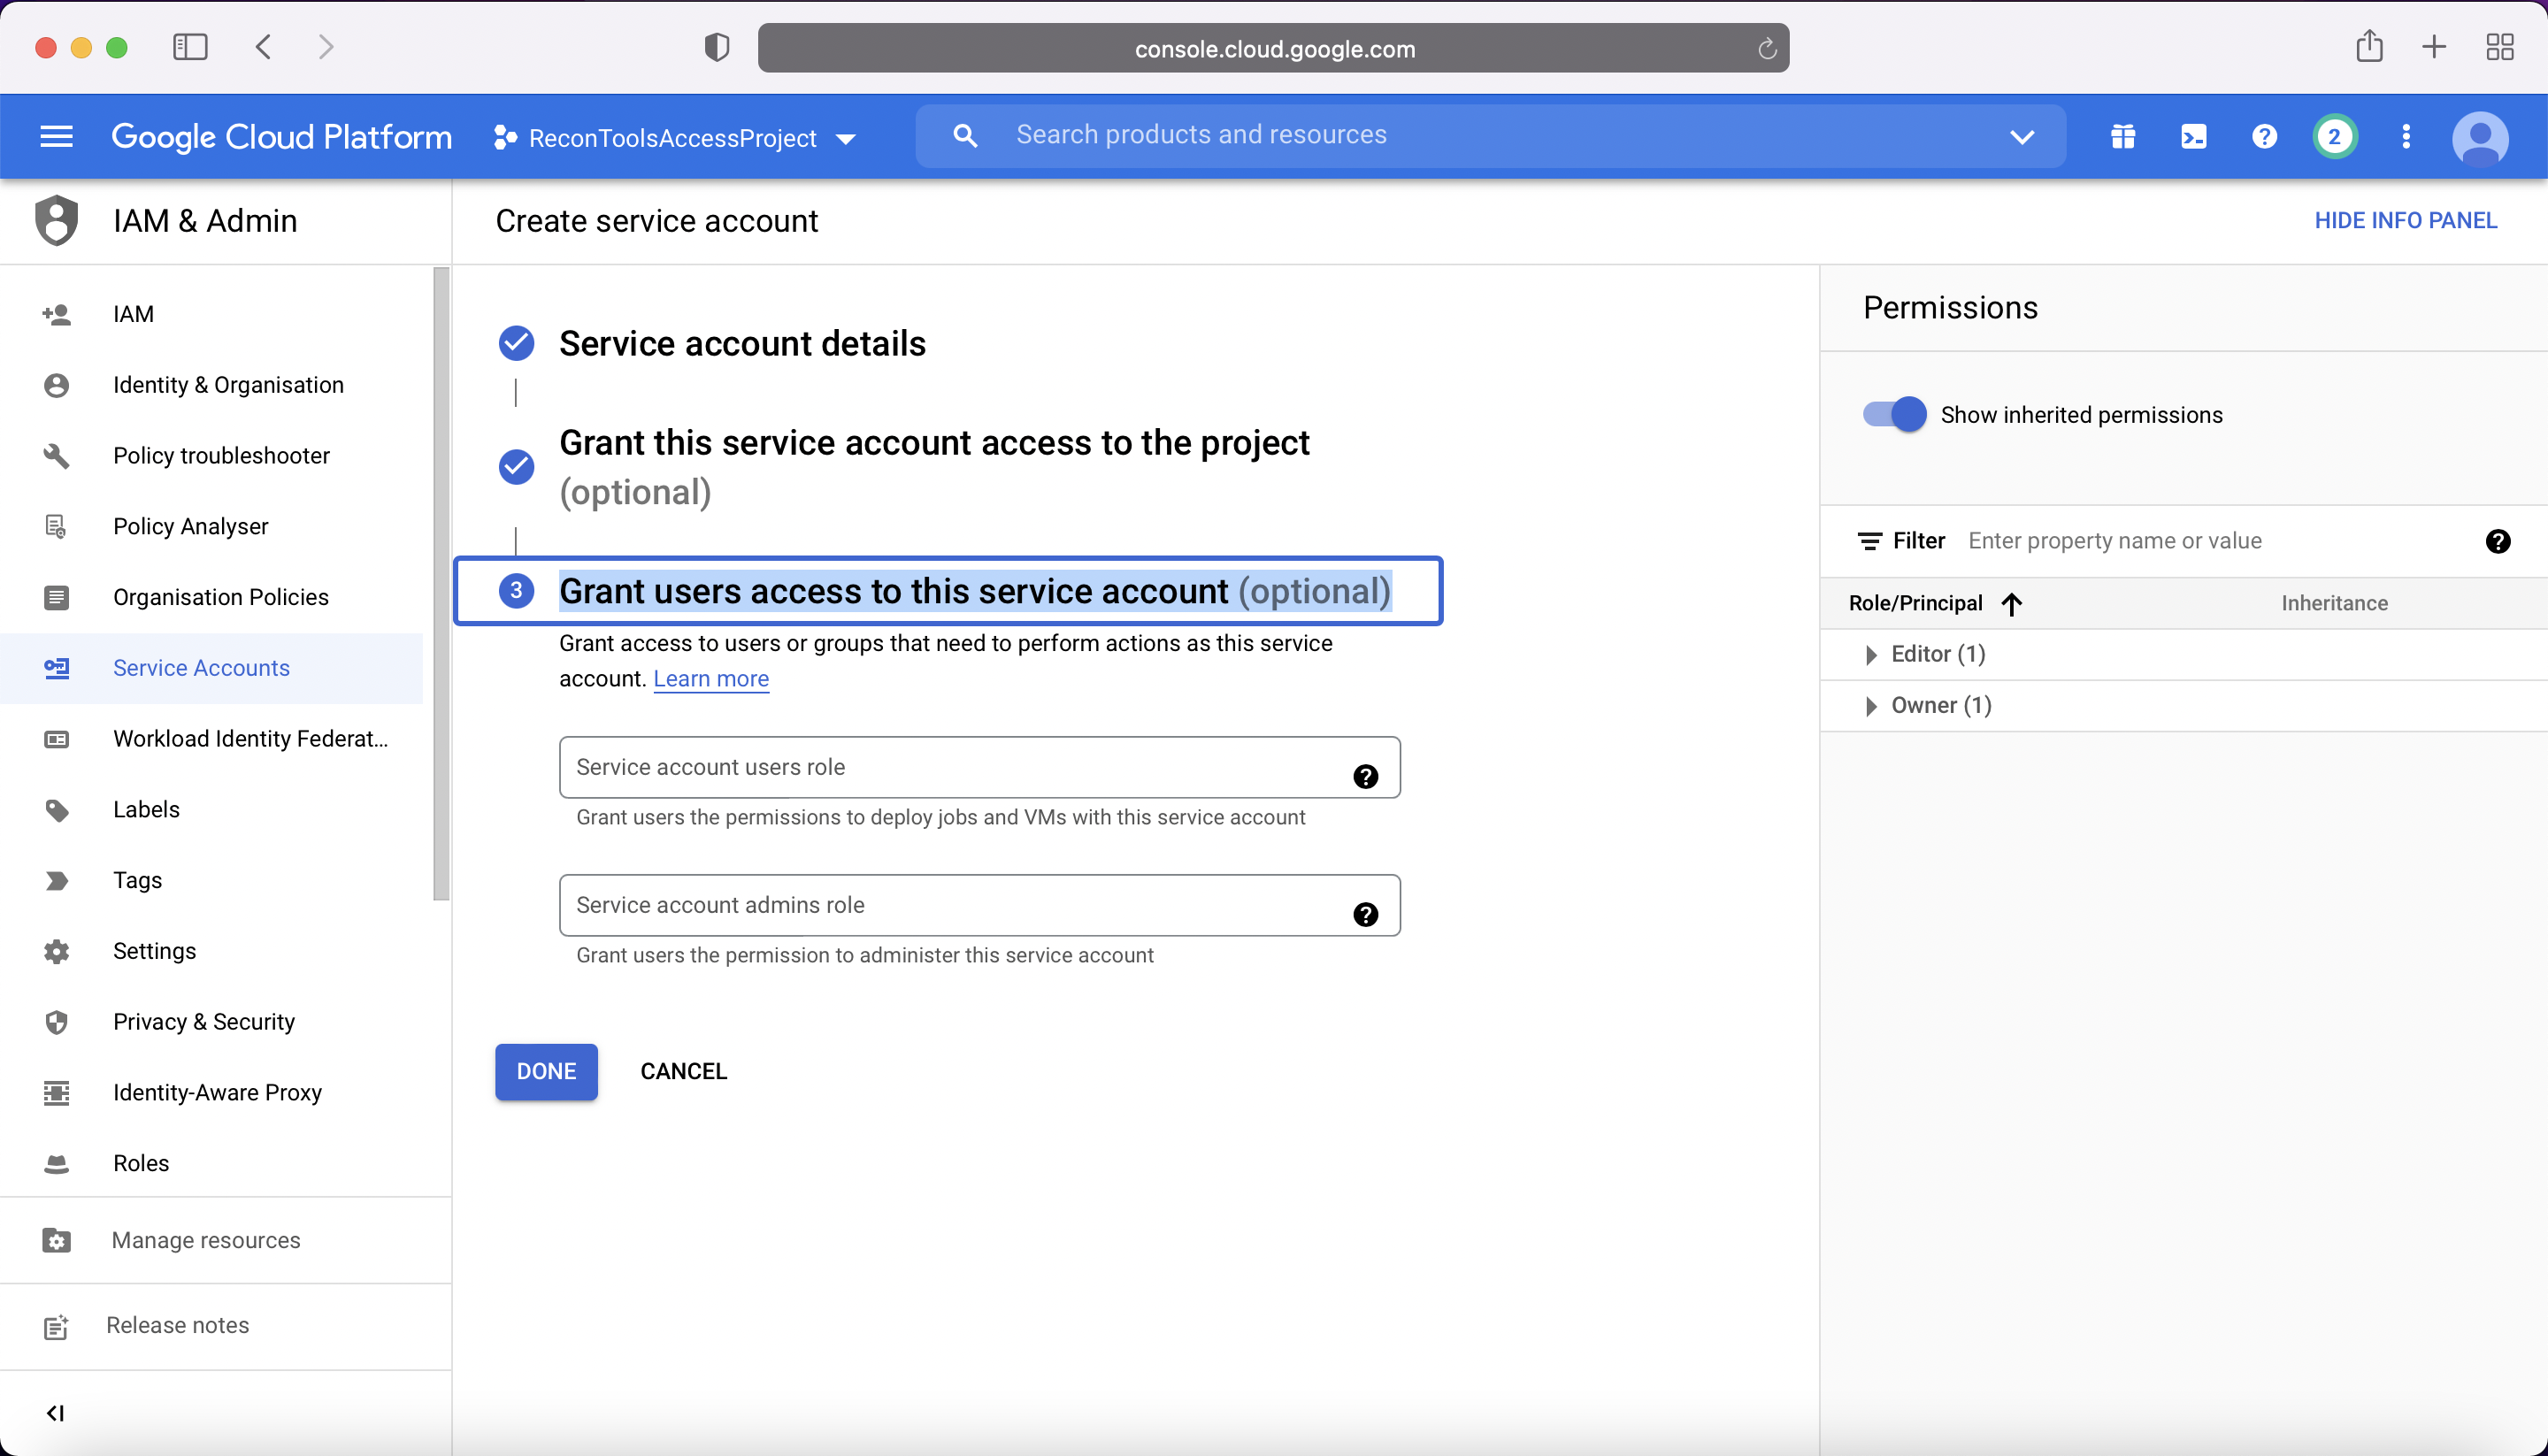 console.cloud.google.com
Google Cloud Platform
ReconToolsAccessProject
Search products and resources
2
IAM & Admin
Create service account
HIDE INFO PANEL
IAM
Identity & Organisation
Policy troubleshooter
Policy Analyser
Organisation Policies
Service Accounts
Workload Identity Federat...
Labels
Tags
Settings
Privacy & Security
Identity-Aware Proxy
Roles
Manage resources
Release notes
Service account details
Grant this service account access to the project
(optional)
3 Grant users access to this service account (optional)
Grant access to users or groups that need to perform actions as this service
account. Learn more
Service account users role
Grant users the permissions to deploy jobs and VMs with this service account
Service account admins role
Grant users the permission to administer this service account
DONE CANCEL
Permissions
Show inherited permissions
Filter Enter property name or value
Role/Principal Inheritance
Editor (1)
Owner (1)